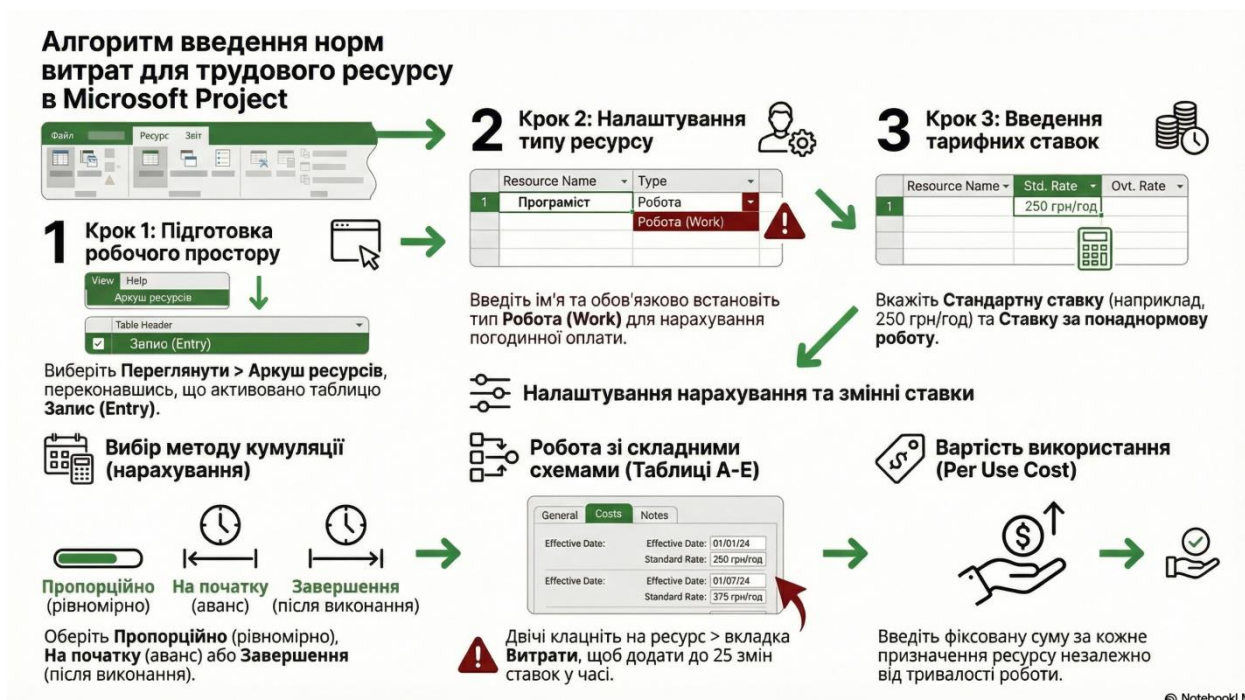 Алгоритм введення норм
витрат для трудового ресурсу
в Microsoft Project
Файл
Ресурс
Звіт
1
Крок 1: Підготовка
робочого простору
View Help
Аркуш ресурсів
Table Header
Запио (Entry)
Виберіть Переглянути > Аркуш ресурсів,
переконавшись, що активовано таблицю
Запис (Entry).
2
Крок 2: Налаштування
типу ресурсу
Resource Name Type
1 Програміст Робота
Робота (Work)
Введіть ім'я та обов'язково встановіть
тип Робота (Work) для нарахування
погодинної оплати.
3
Крок 3: Введення
тарифних ставок
Resource Name Std. Rate Ovt. Rate
1 250 грн/год
Вкажіть Стандартну ставку (наприклад,
250 грн/год) та Ставку за понаднормову
роботу.
Налаштування нарахування та змінні ставки
Вибір методу кумуляції
(нарахування)
Пропорційно
(рівномірно)
На початку
(аванс)
Завершення
(після виконання)
Оберіть Пропорційно (рівномірно),
На початку (аванс) або Завершення
(після виконання).
Робота зі складними
схемами (Таблиці A-E)
General Costs Notes
Effective Date: Effective Date: 01/01/24
Standard Rate: 250 грн/год
Effective Date: Effective Date: 01/07/24
Standard Rate: 375 грн/год
Двічі клацніть на ресурс > вкладка
Витрати, щоб додати до 25 змін
ставок у часі.
Вартість використання
(Per Use Cost)
Введіть фіксовану суму за кожне
призначення ресурсу незалежно
від тривалості роботи.